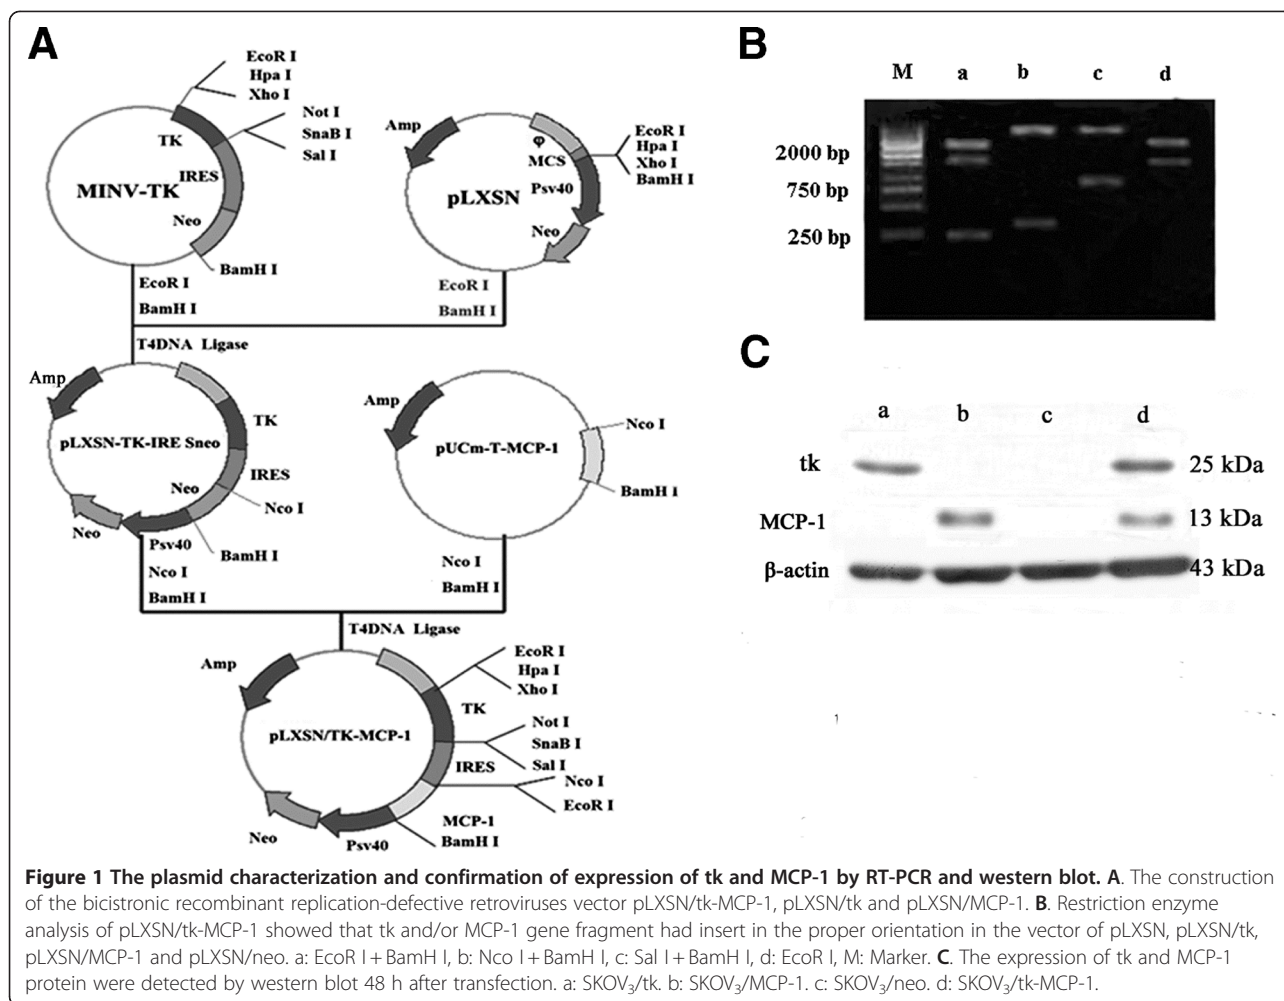 A
EcoR I
Hpa I
Xho I
Not I
SnaB I
Sal I
TK
MINV-TK
IRES
Neo
BamH I
EcoR I
BamH I
Amp
φ
MCS
EcoR I
Hpa I
Xho I
BamH I
Psv40
pLXSN
Neo
EcoR I
BamH I
T4DNA Ligase
Amp
TK
pLXSN-TK-IRE Sneo
IRES
Neo
Nco I
Neo
Psv40
BamH I
Nco I
BamH I
Amp
Nco I
pUCm-T-MCP-1
BamH I
Nco I
BamH I
T4DNA Ligase
Amp
EcoR I
Hpa I
Xho I
TK
Not I
SnaB I
Sal I
pLXSN/TK-MCP-1
IRES
Nco I
EcoR I
MCP-1
BamH I
Neo
Psv40
B
M a b c d
2000 bp
750 bp
250 bp
C
a b c d
tk 25 kDa
MCP-1 13 kDa
β-actin 43 kDa
Figure 1 The plasmid characterization and confirmation of expression of tk and MCP-1 by RT-PCR and western blot. A. The construction
of the bicistronic recombinant replication-defective retroviruses vector pLXSN/tk-MCP-1, pLXSN/tk and pLXSN/MCP-1. B. Restriction enzyme
analysis of pLXSN/tk-MCP-1 showed that tk and/or MCP-1 gene fragment had insert in the proper orientation in the vector of pLXSN, pLXSN/tk,
pLXSN/MCP-1 and pLXSN/neo. a: EcoR I + BamH I, b: Nco I + BamH I, c: Sal I + BamH I, d: EcoR I, M: Marker. C. The expression of tk and MCP-1
protein were detected by western blot 48 h after transfection. a: SKOV₃/tk. b: SKOV₃/MCP-1. c: SKOV₃/neo. d: SKOV₃/tk-MCP-1.